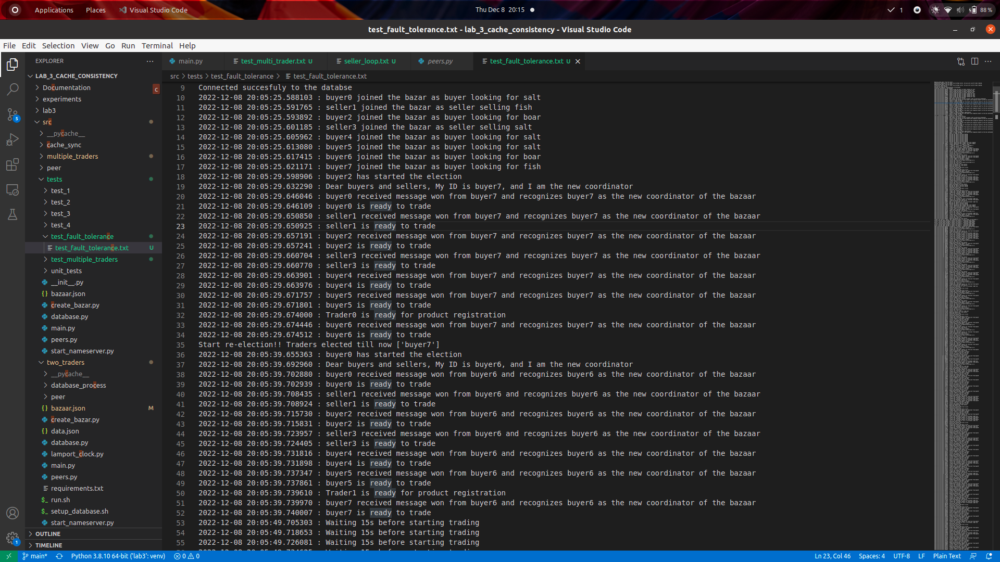 Applications Places Visual Studio Code Thu Dec 8 20:15 1 88 %
test_fault_tolerance.txt - lab_3_cache_consistency - Visual Studio Code
File Edit Selection View Go Run Terminal Help
EXPLORER
main.py test_multi_trader.txt U seller_loop.txt U peers.py test_fault_tolerance.txt U
src > tests > test_fault_tolerance > test_fault_tolerance.txt
LAB_3_CACHE_CONSISTENCY
Documentation
c
experiments
lab3
src
__pycache__
cache_sync
multiple_traders
peer
tests
test_1
test_2
test_3
test_4
test_fault_tolerance
test_fault_tolerance.txt U
test_multiple_traders
unit_tests
__init__.py
bazaar.json
create_bazar.py
database.py
main.py
peers.py
start_nameserver.py
two_traders
__pycache__
database_process
peer
bazaar.json M
create_bazar.py
data.json
database.py
lamport_clock.py
main.py
peers.py
requirements.txt
run.sh
setup_database.sh
start_nameserver.py
OUTLINE
TIMELINE
5
1
9 Connected succesfuly to the databse
10 2022-12-08 20:05:25.588103 : buyer0 joined the bazar as buyer looking for salt
11 2022-12-08 20:05:25.591765 : seller1 joined the bazar as seller selling fish
12 2022-12-08 20:05:25.593892 : buyer2 joined the bazar as buyer looking for boar
13 2022-12-08 20:05:25.601185 : seller3 joined the bazar as seller selling salt
14 2022-12-08 20:05:25.605962 : buyer4 joined the bazar as buyer looking for salt
15 2022-12-08 20:05:25.613080 : buyer5 joined the bazar as buyer looking for salt
16 2022-12-08 20:05:25.617415 : buyer6 joined the bazar as buyer looking for boar
17 2022-12-08 20:05:25.621171 : buyer7 joined the bazar as buyer looking for fish
18 2022-12-08 20:05:29.598906 : buyer2 has started the election
19 2022-12-08 20:05:29.632290 : Dear buyers and sellers, My ID is buyer7, and I am the new coordinator
20 2022-12-08 20:05:29.646046 : buyer0 received message won from buyer7 and recognizes buyer7 as the new coordinator of the bazaar
21 2022-12-08 20:05:29.646109 : buyer0 is ready to trade
22 2022-12-08 20:05:29.650850 : seller1 received message won from buyer7 and recognizes buyer7 as the new coordinator of the bazaar
23 2022-12-08 20:05:29.650925 : seller1 is ready to trade
24 2022-12-08 20:05:29.657191 : buyer2 received message won from buyer7 and recognizes buyer7 as the new coordinator of the bazaar
25 2022-12-08 20:05:29.657241 : buyer2 is ready to trade
26 2022-12-08 20:05:29.660704 : seller3 received message won from buyer7 and recognizes buyer7 as the new coordinator of the bazaar
27 2022-12-08 20:05:29.660770 : seller3 is ready to trade
28 2022-12-08 20:05:29.663901 : buyer4 received message won from buyer7 and recognizes buyer7 as the new coordinator of the bazaar
29 2022-12-08 20:05:29.663976 : buyer4 is ready to trade
30 2022-12-08 20:05:29.671757 : buyer5 received message won from buyer7 and recognizes buyer7 as the new coordinator of the bazaar
31 2022-12-08 20:05:29.671801 : buyer5 is ready to trade
32 2022-12-08 20:05:29.674000 : Trader0 is ready for product registration
33 2022-12-08 20:05:29.674446 : buyer6 received message won from buyer7 and recognizes buyer7 as the new coordinator of the bazaar
34 2022-12-08 20:05:29.674512 : buyer6 is ready to trade
35 Start re-election!! Traders elected till now ['buyer7']
36 2022-12-08 20:05:39.655363 : buyer0 has started the election
37 2022-12-08 20:05:39.692960 : Dear buyers and sellers, My ID is buyer6, and I am the new coordinator
38 2022-12-08 20:05:39.702880 : buyer0 received message won from buyer6 and recognizes buyer6 as the new coordinator of the bazaar
39 2022-12-08 20:05:39.702939 : buyer0 is ready to trade
40 2022-12-08 20:05:39.708435 : seller1 received message won from buyer6 and recognizes buyer6 as the new coordinator of the bazaar
41 2022-12-08 20:05:39.708924 : seller1 is ready to trade
42 2022-12-08 20:05:39.715730 : buyer2 received message won from buyer6 and recognizes buyer6 as the new coordinator of the bazaar
43 2022-12-08 20:05:39.715831 : buyer2 is ready to trade
44 2022-12-08 20:05:39.723957 : seller3 received message won from buyer6 and recognizes buyer6 as the new coordinator of the bazaar
45 2022-12-08 20:05:39.724405 : seller3 is ready to trade
46 2022-12-08 20:05:39.731816 : buyer4 received message won from buyer6 and recognizes buyer6 as the new coordinator of the bazaar
47 2022-12-08 20:05:39.731898 : buyer4 is ready to trade
48 2022-12-08 20:05:39.737347 : buyer5 received message won from buyer6 and recognizes buyer6 as the new coordinator of the bazaar
49 2022-12-08 20:05:39.737861 : buyer5 is ready to trade
50 2022-12-08 20:05:39.739610 : Trader1 is ready for product registration
51 2022-12-08 20:05:39.739970 : buyer7 received message won from buyer6 and recognizes buyer6 as the new coordinator of the bazaar
52 2022-12-08 20:05:39.740007 : buyer7 is ready to trade
53 2022-12-08 20:05:49.705303 : Waiting 15s before starting trading
54 2022-12-08 20:05:49.718653 : Waiting 15s before starting trading
55 2022-12-08 20:05:49.726081 : Waiting 15s before starting trading
main* Python 3.8.10 64-bit ('lab3': venv) 0 0 Ln 23, Col 46 Spaces: 4 UTF-8 LF Plain Text